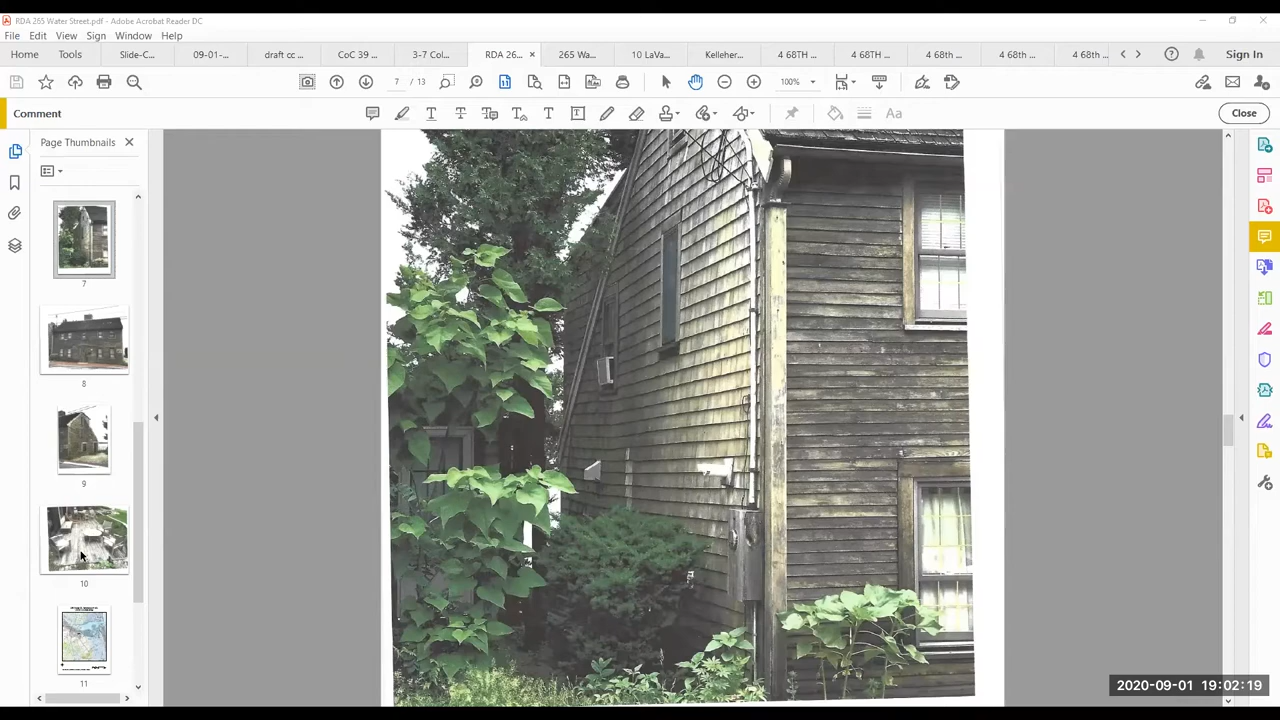 RDA 265 Water Street.pdf - Adobe Acrobat Reader DC
File Edit View Sign Window Help
Home Tools Slide-C... 09-01-... draft cc ... CoC 39 ... 3-7 Col... RDA 26... × 265 Wa... 10 LaVa... Kelleher... 4 68TH ... 4 68TH ... 4 68th ... 4 68th ... 4 68th ... Sign In
7 / 13 100%
Comment Aa Close
Page Thumbnails ×
7
8
9
10
11
2020-09-01 19:02:19